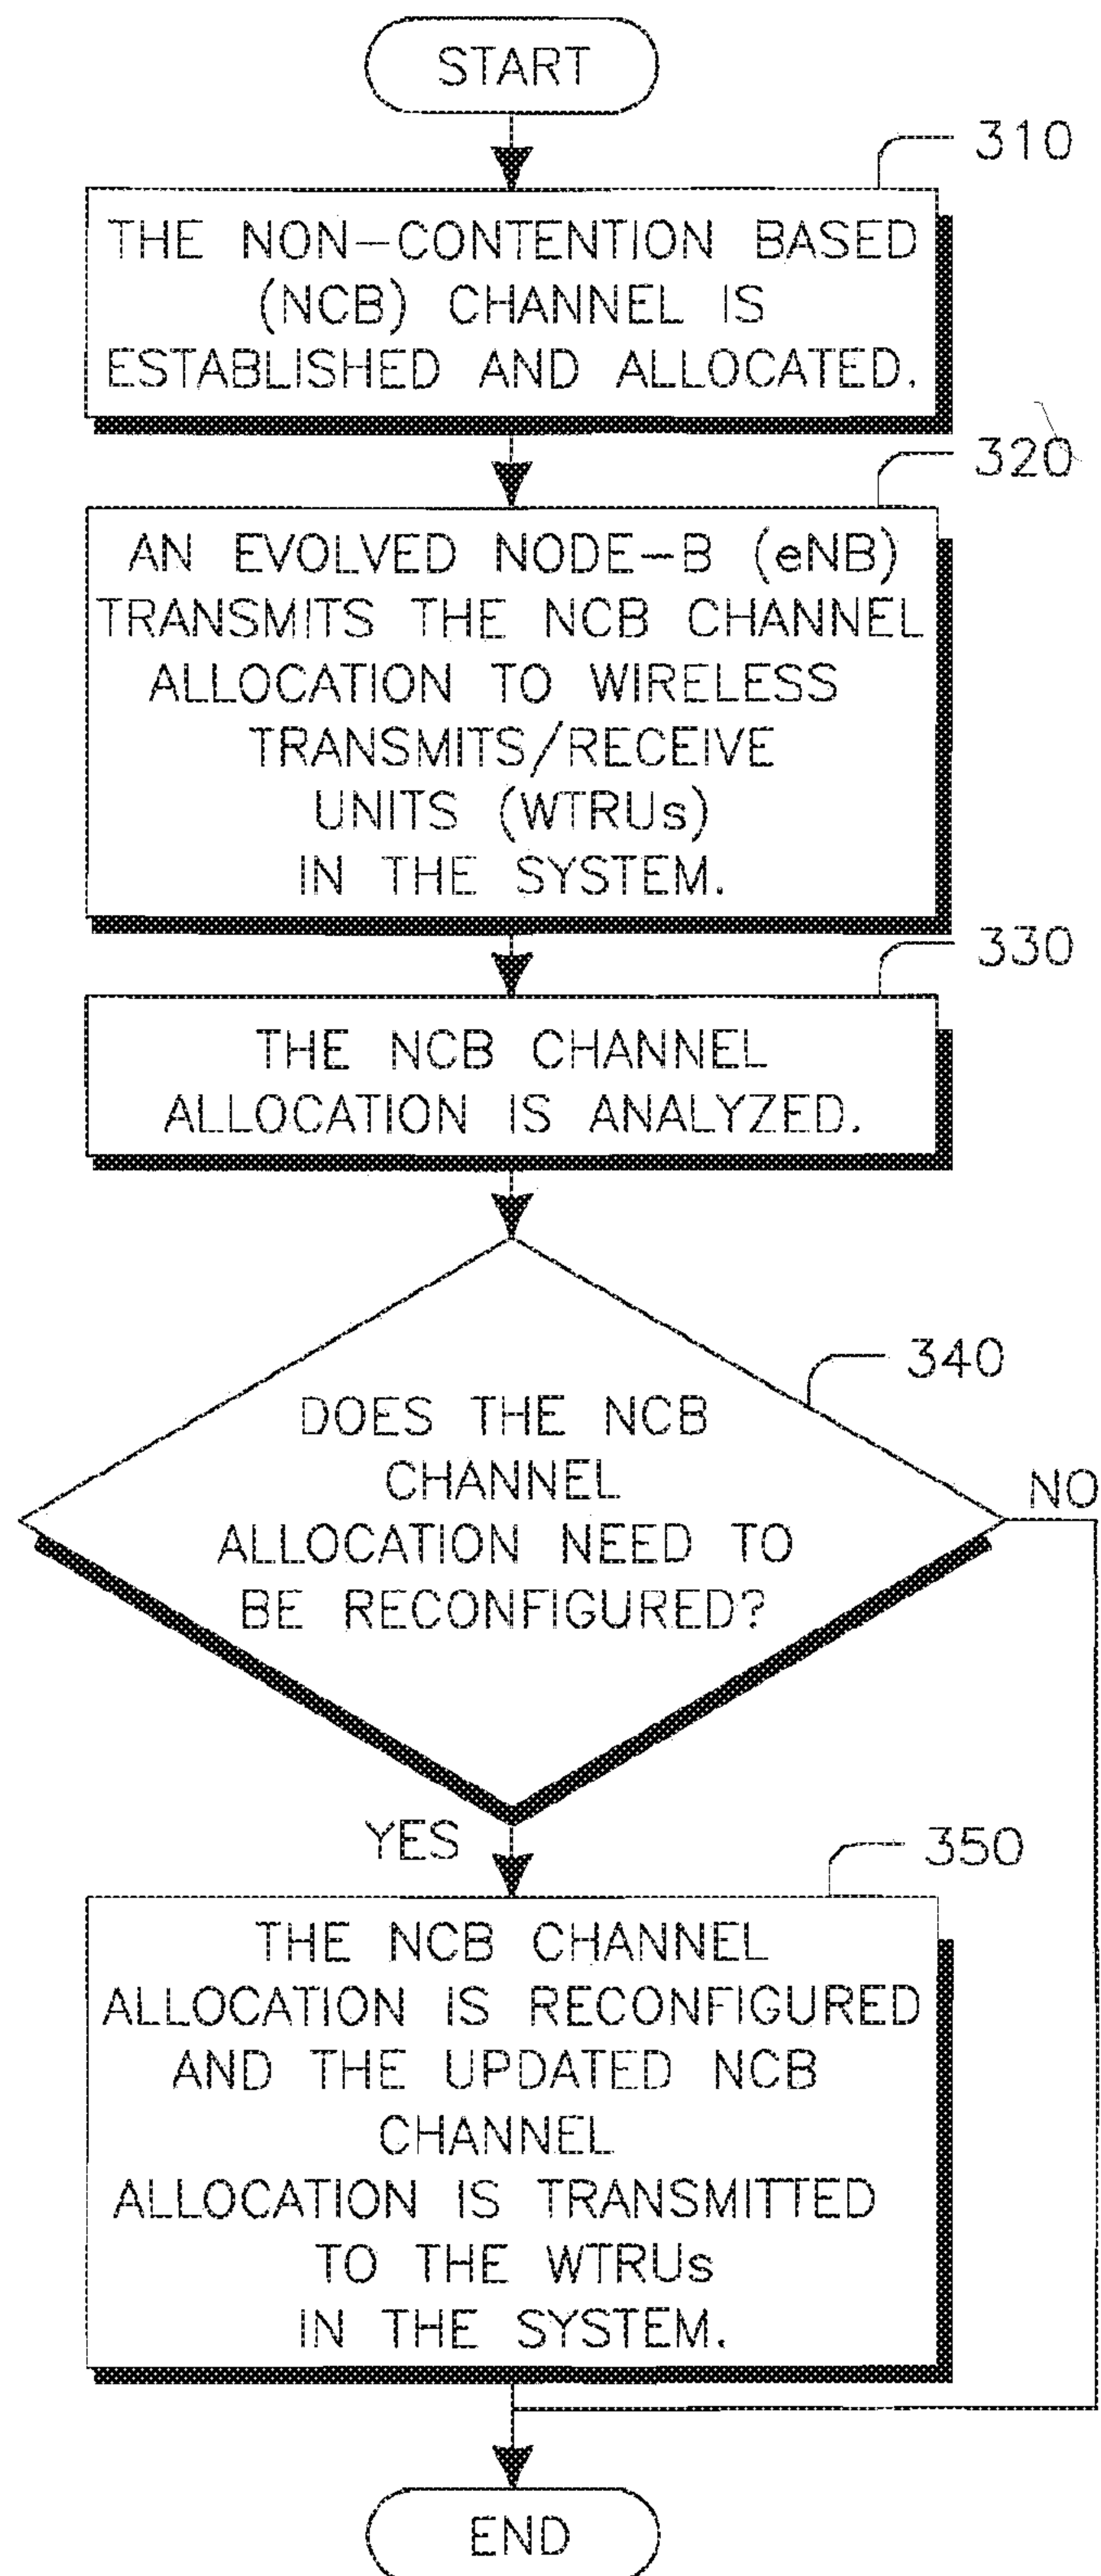 START
310
THE NON-CONTENTION BASED
(NCB) CHANNEL IS
ESTABLISHED AND ALLOCATED.
320
AN EVOLVED NODE-B (eNB)
TRANSMITS THE NCB CHANNEL
ALLOCATION TO WIRELESS
TRANSMITS/RECEIVE
UNITS (WTRUs)
IN THE SYSTEM.
330
THE NCB CHANNEL
ALLOCATION IS ANALYZED.
340
DOES THE NCB
CHANNEL
ALLOCATION NEED TO
BE RECONFIGURED?
NO
YES
350
THE NCB CHANNEL
ALLOCATION IS RECONFIGURED
AND THE UPDATED NCB
CHANNEL
ALLOCATION IS TRANSMITTED
TO THE WTRUs
IN THE SYSTEM.
END